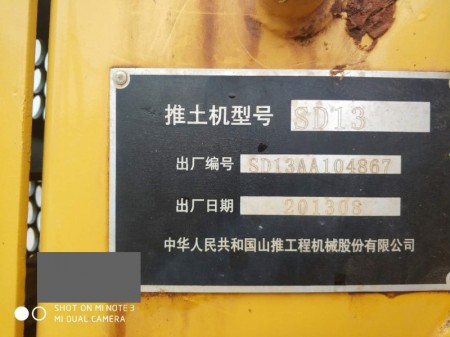 推土机型号 SD13
出厂编号 SD13AA104867
出厂日期 201308
中华人民共和国山推工程机械股份有限公司
SHOT ON MI NOTE 3
MI DUAL CAMERA